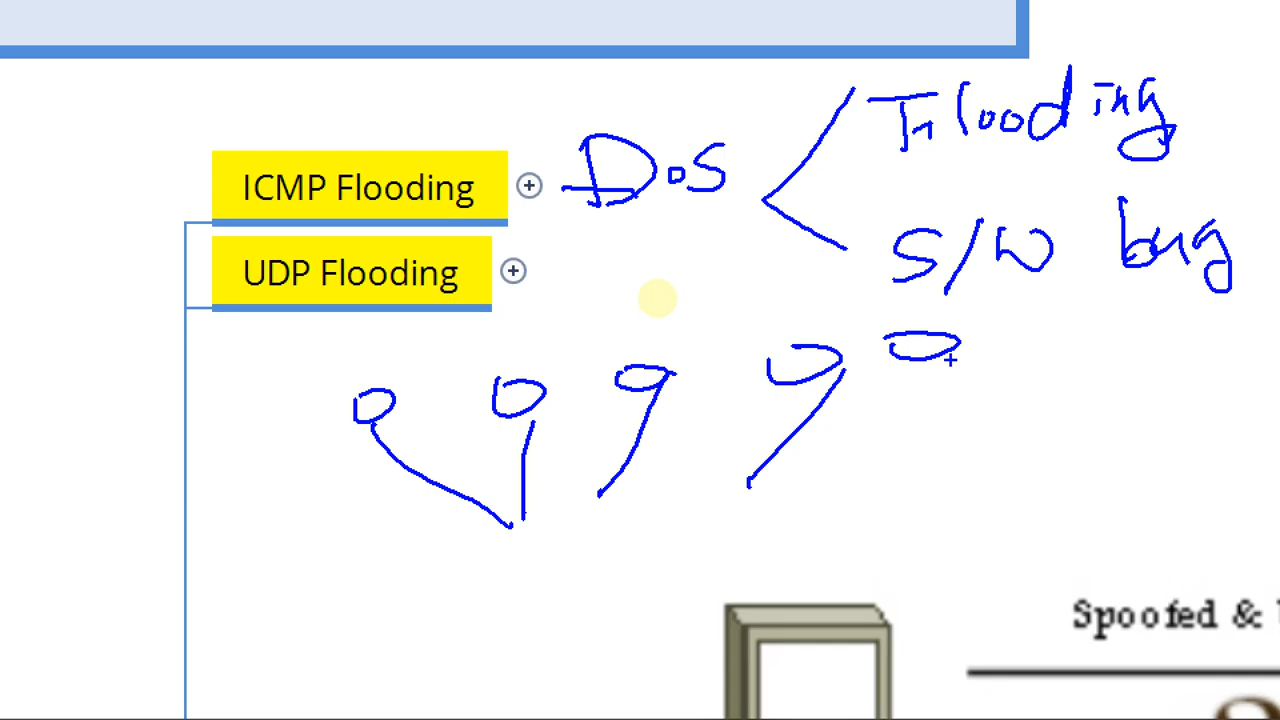 Flooding
ICMP Flooding
DoS
UDP Flooding
S/W bug
Spoofed &